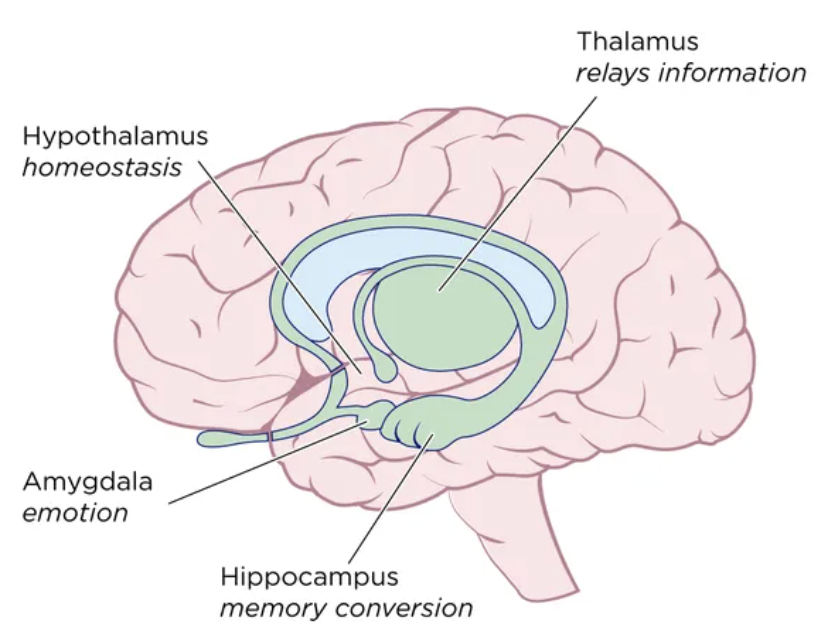 Thalamus
relays information
Hypothalamus
homeostasis
Amygdala
emotion
Hippocampus
memory conversion